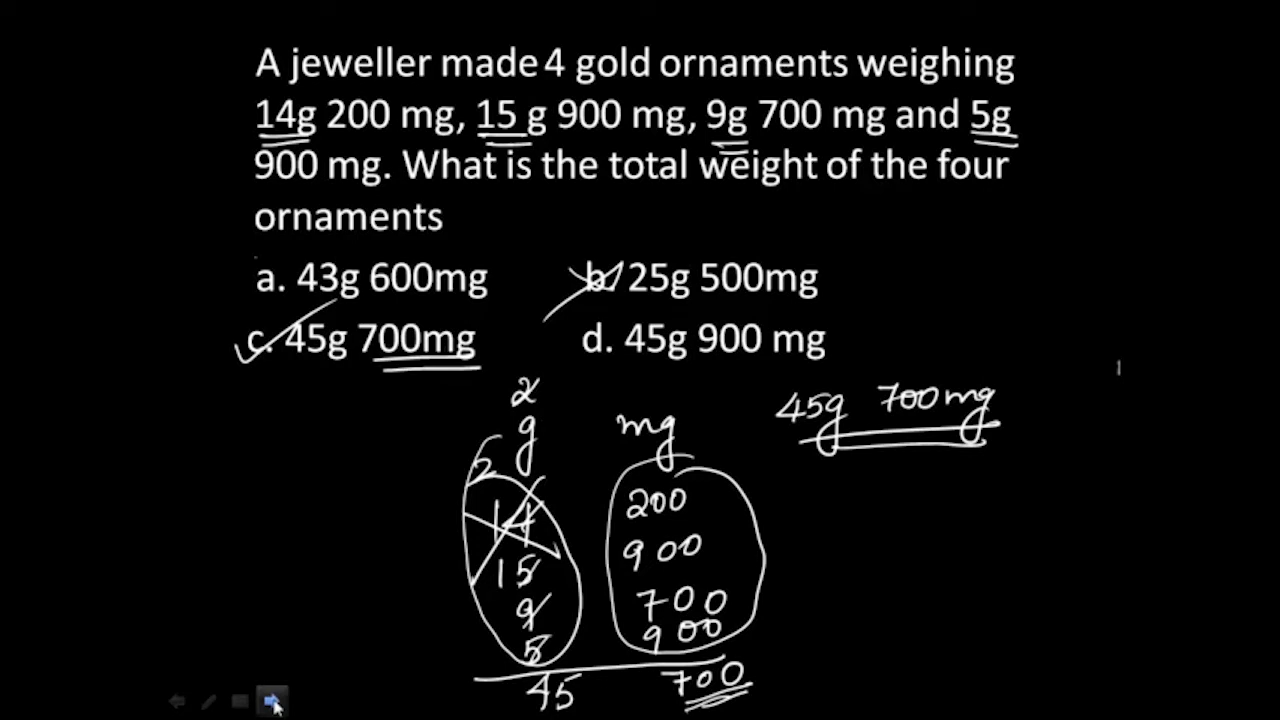 A jeweller made 4 gold ornaments weighing
14g 200 mg, 15 g 900 mg, 9g 700 mg and 5g
900 mg. What is the total weight of the four
ornaments
a. 43g 600mg b. 25g 500mg
c. 45g 700mg d. 45g 900 mg
2
g mg 45g 700mg
2
14 200
15 900
9 700
5 900
45 700